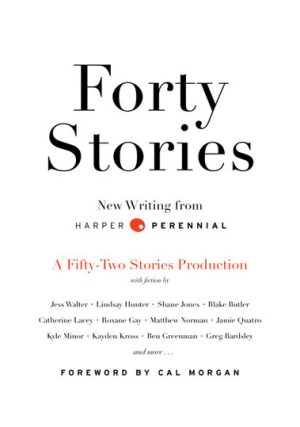 Forty
Stories
New Writing from
HARPER PERENNIAL
A Fifty-Two Stories Production
with fiction by
Jess Walter • Lindsay Hunter • Shane Jones • Blake Butler
Catherine Lacey • Roxane Gay • Matthew Norman • Jamie Quatro
Kyle Minor • Kayden Kross • Ben Greenman • Greg Bardsley
and more . . .
FOREWORD BY CAL MORGAN